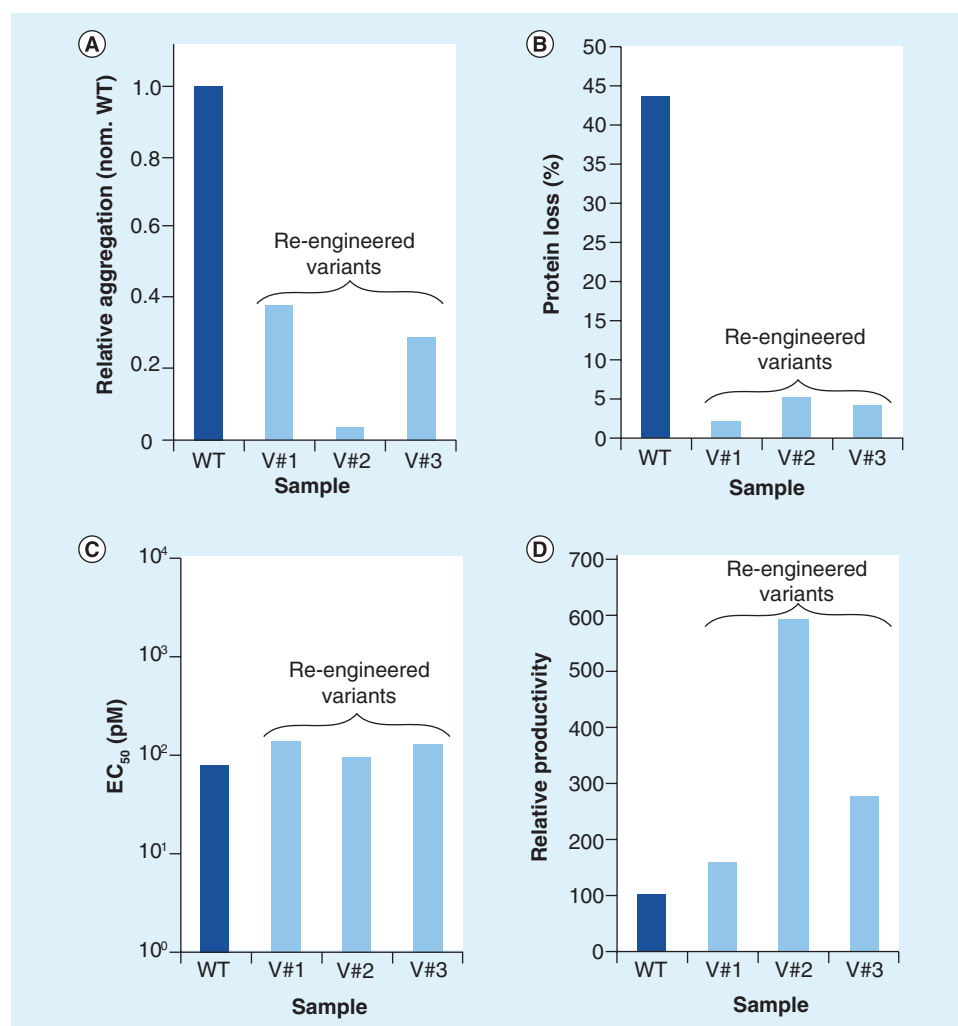 A
Relative aggregation (nom. WT)
1.0
0.8
0.6
0.4
0.2
0
Re-engineered
variants
WT V#1 V#2 V#3
Sample
B
Protein loss (%)
50
45
40
35
30
25
20
15
10
5
0
Re-engineered
variants
WT V#1 V#2 V#3
Sample
C
EC50 (pM)
10⁴
10³
10²
10¹
10⁰
Re-engineered
variants
WT V#1 V#2 V#3
Sample
D
Relative productivity
700
600
500
400
300
200
100
0
Re-engineered
variants
WT V#1 V#2 V#3
Sample